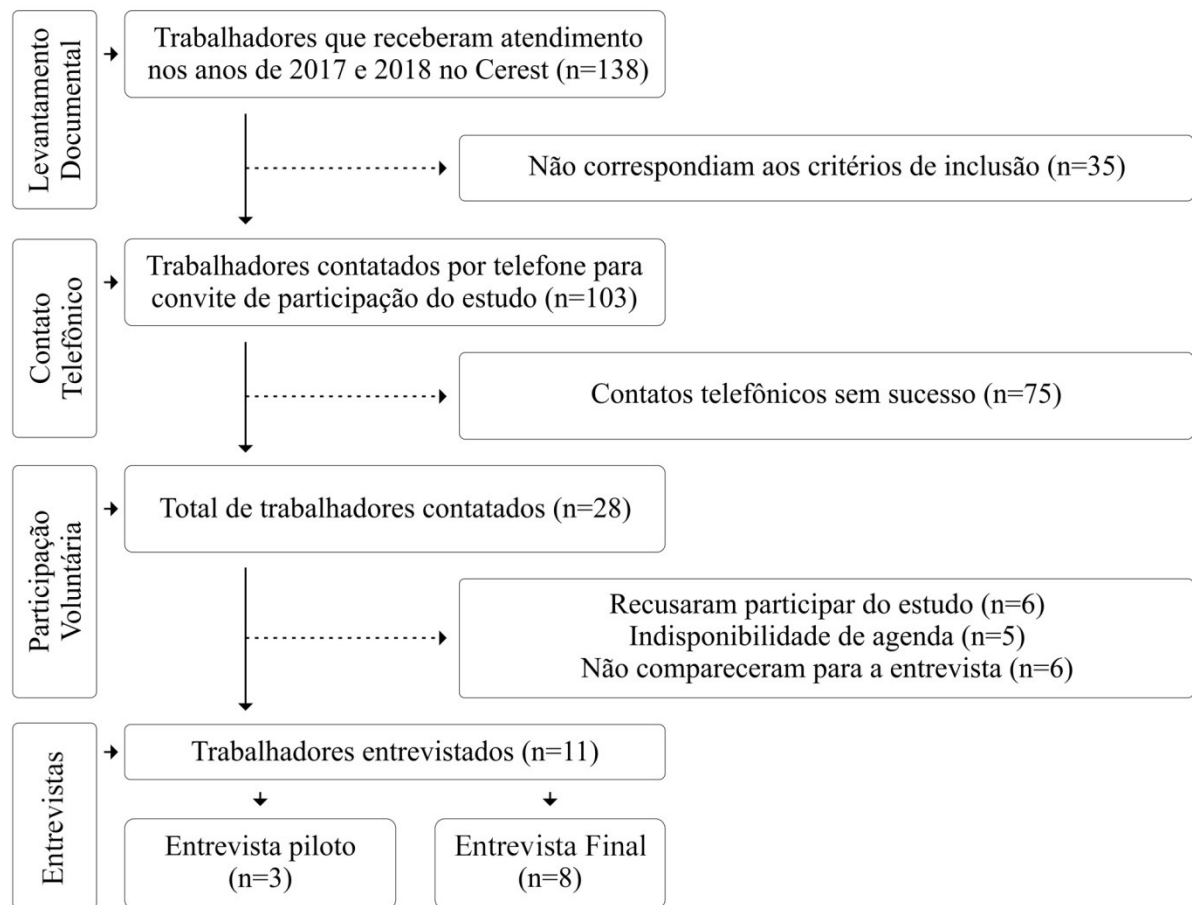 Levantamento
Documental
Trabalhadores que receberam atendimento
nos anos de 2017 e 2018 no Cerest (n=138)
Não correspondiam aos critérios de inclusão (n=35)
Contato
Telefônico
Trabalhadores contatados por telefone para
convite de participação do estudo (n=103)
Contatos telefônicos sem sucesso (n=75)
Participação
Voluntária
Total de trabalhadores contatados (n=28)
Recusaram participar do estudo (n=6)
Indisponibilidade de agenda (n=5)
Não compareceram para a entrevista (n=6)
Entrevistas
Trabalhadores entrevistados (n=11)
Entrevista piloto
(n=3)
Entrevista Final
(n=8)